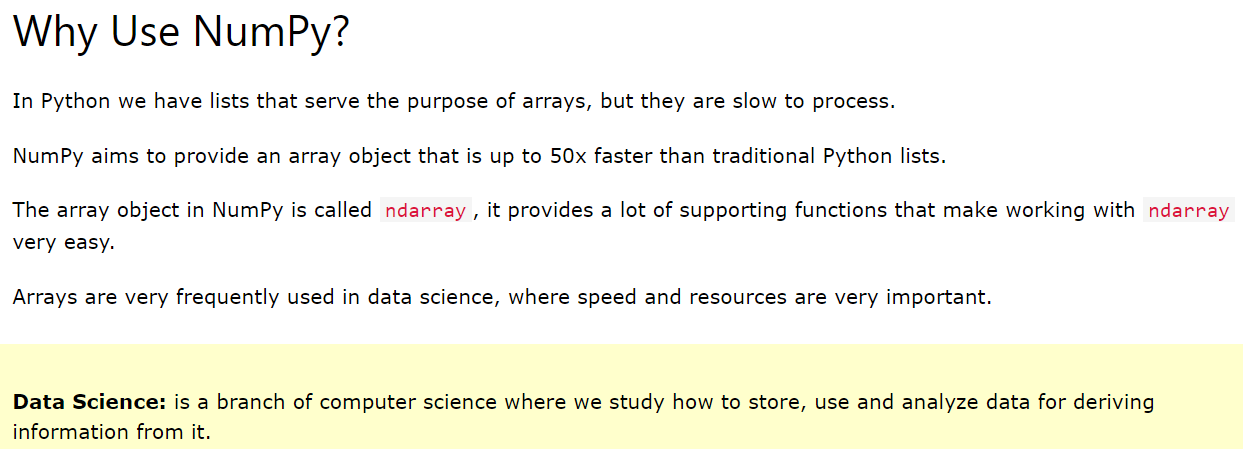 Why Use NumPy?
In Python we have lists that serve the purpose of arrays, but they are slow to process.
NumPy aims to provide an array object that is up to 50x faster than traditional Python lists.
The array object in NumPy is called ndarray, it provides a lot of supporting functions that make working with ndarray
very easy.
Arrays are very frequently used in data science, where speed and resources are very important.
Data Science: is a branch of computer science where we study how to store, use and analyze data for deriving
information from it.